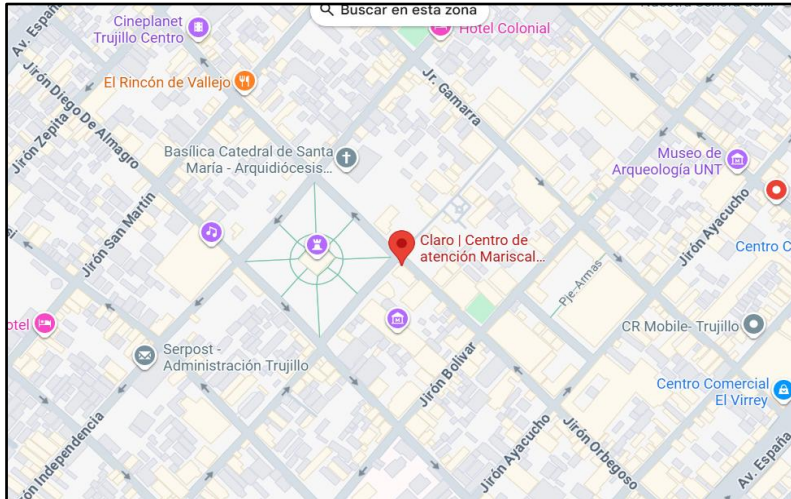 Buscar en esta zona
Cineplanet
Trujillo Centro
Hotel Colonial
Av. España
El Rincón de Vallejo
Jr. Gamarra
Jirón Zepita
Jirón Diego De Almagro
Basílica Catedral de Santa
María - Arquidiócesis...
Museo de
Arqueología UNT
Jirón San Martín
Jirón Ayacucho
Claro | Centro de
atención Mariscal...
Centro C
Pje. Armas
otel
CR Mobile- Trujillo
Serpost -
Administración Trujillo
Jirón Bolívar
Centro Comercial
El Virrey
ón Independencia
Jirón Ayacucho
Jirón Orbegoso
Av. España